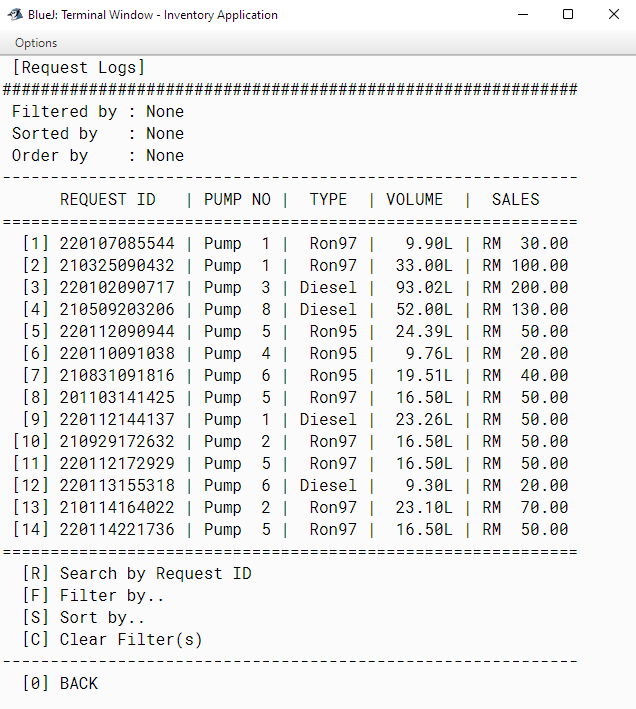 BlueJ: Terminal Window - Inventory Application
Options
[Request Logs]
############################################################
Filtered by : None
Sorted by   : None
Order by    : None
------------------------------------------------------------
      REQUEST ID   | PUMP NO |  TYPE  | VOLUME  |  SALES
============================================================
  [1] 220107085544 | Pump  1 |  Ron97 |   9.90L | RM  30.00
  [2] 210325090432 | Pump  1 |  Ron97 |  33.00L | RM 100.00
  [3] 220102090717 | Pump  3 | Diesel |  93.02L | RM 200.00
  [4] 210509203206 | Pump  8 | Diesel |  52.00L | RM 130.00
  [5] 220112090944 | Pump  5 |  Ron95 |  24.39L | RM  50.00
  [6] 220110091038 | Pump  4 |  Ron95 |   9.76L | RM  20.00
  [7] 210831091816 | Pump  6 |  Ron95 |  19.51L | RM  40.00
  [8] 201103141425 | Pump  5 |  Ron97 |  16.50L | RM  50.00
  [9] 220112144137 | Pump  1 | Diesel |  23.26L | RM  50.00
 [10] 210929172632 | Pump  2 |  Ron97 |  16.50L | RM  50.00
 [11] 220112172929 | Pump  5 |  Ron97 |  16.50L | RM  50.00
 [12] 220113155318 | Pump  6 | Diesel |   9.30L | RM  20.00
 [13] 210114164022 | Pump  2 |  Ron97 |  23.10L | RM  70.00
 [14] 220114221736 | Pump  5 |  Ron97 |  16.50L | RM  50.00
============================================================
  [R] Search by Request ID
  [F] Filter by..
  [S] Sort by..
  [C] Clear Filter(s)
------------------------------------------------------------
  [0] BACK